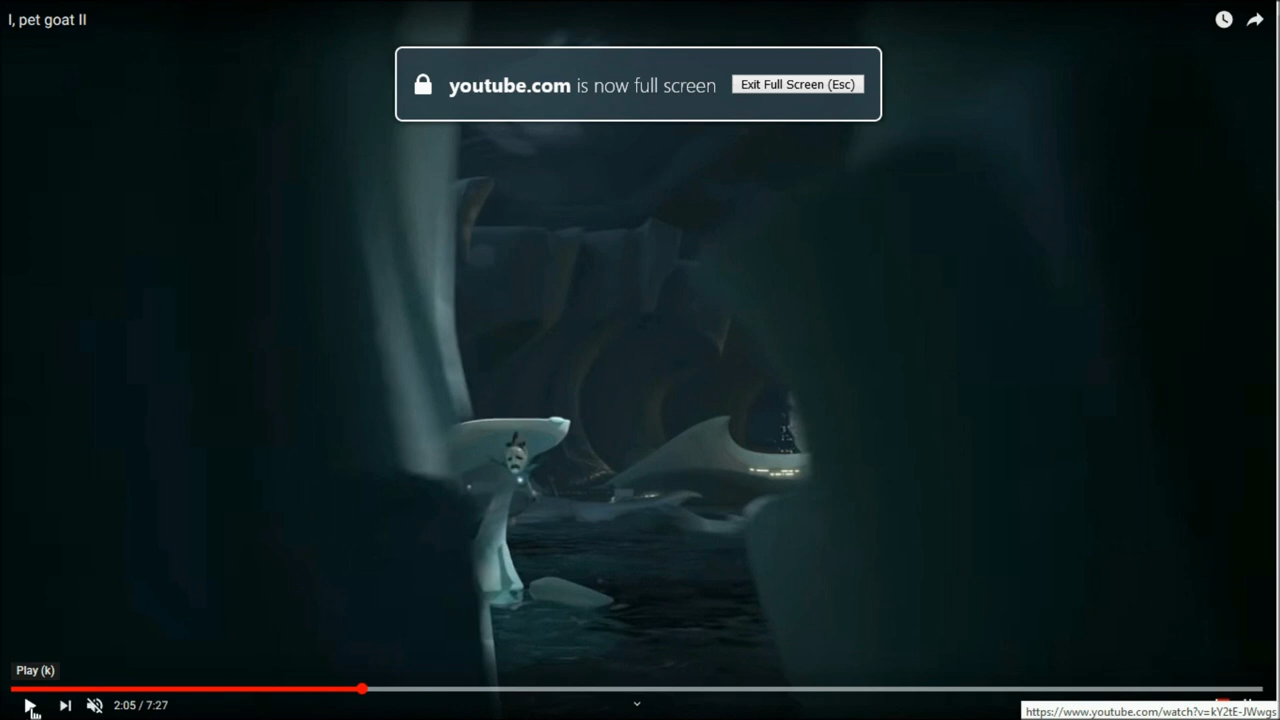 I, pet goat II
youtube.com is now full screen
Exit Full Screen (Esc)
Play (k)
2:05 / 7:27
https://www.youtube.com/watch?v=kY2tE-JWwgs